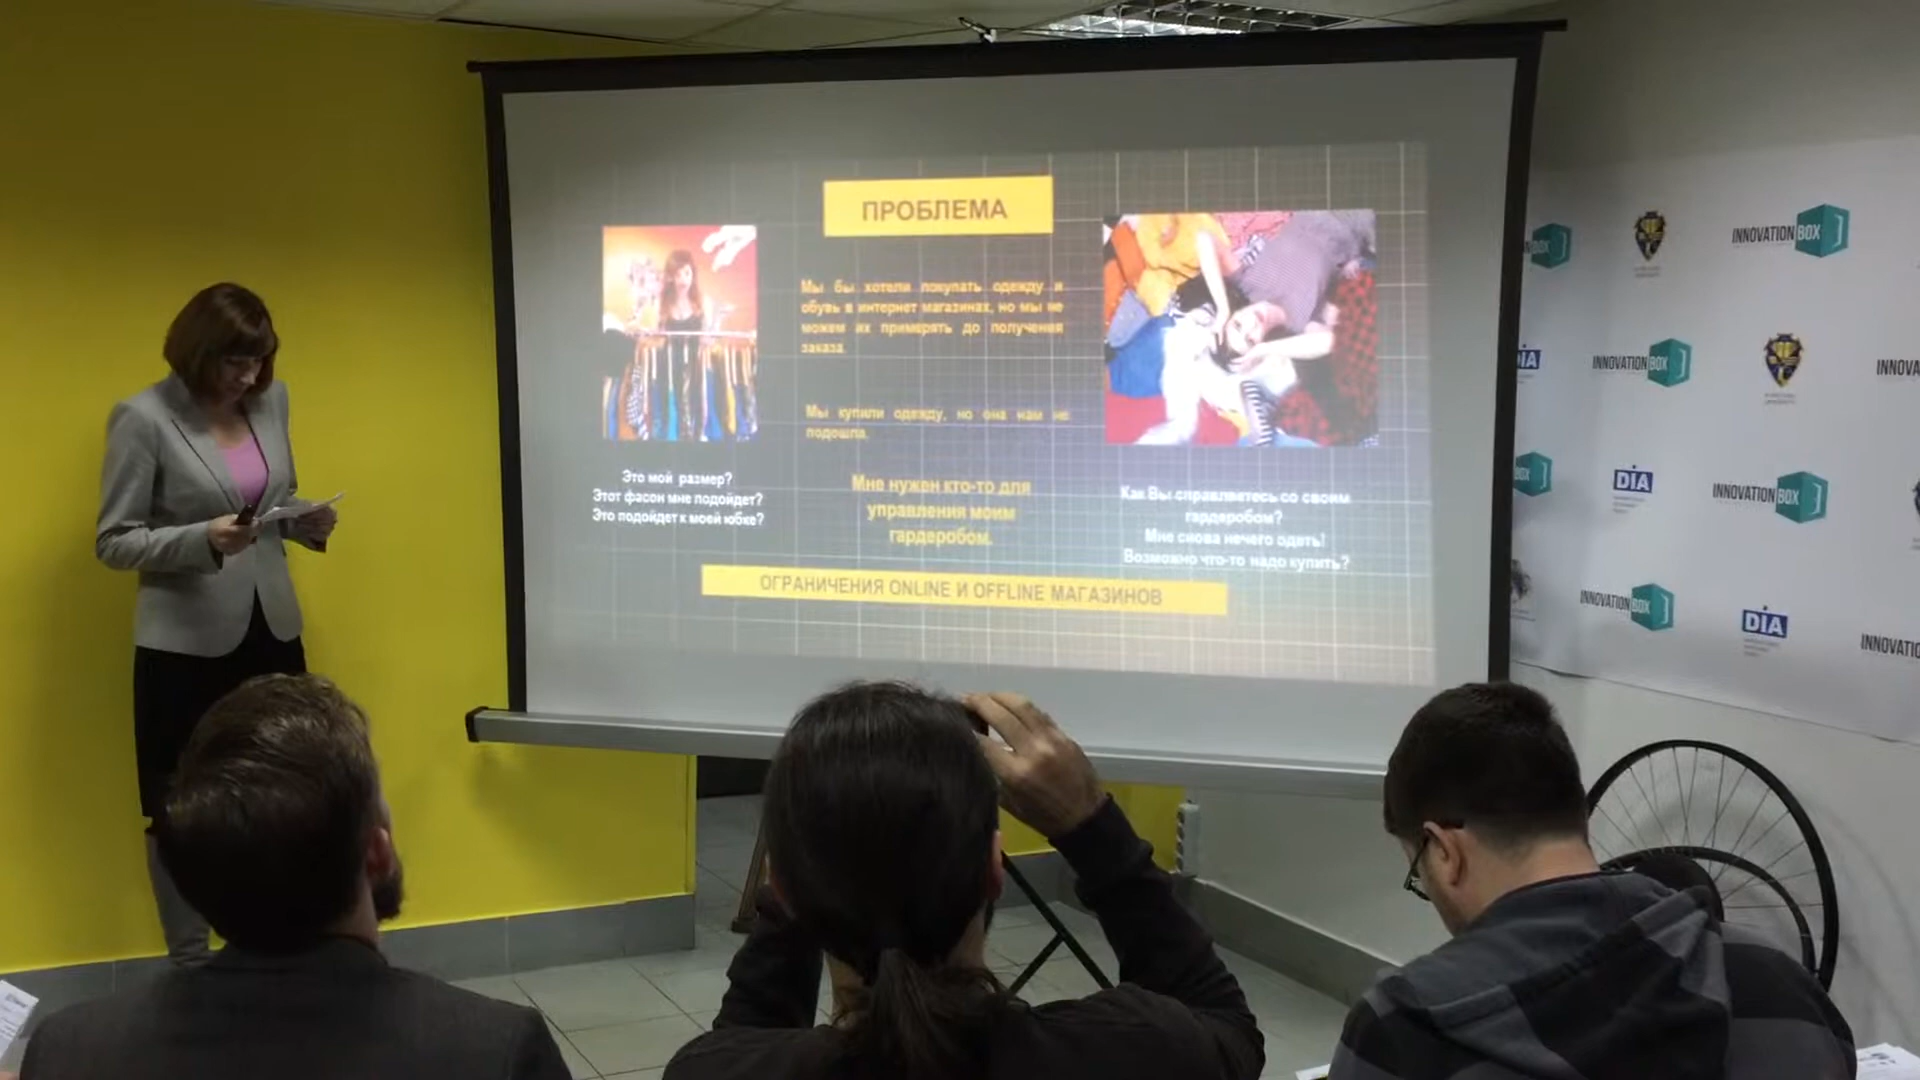 ПРОБЛЕМА
Мы бы хотели покупать одежду и
обувь в интернет магазинах, но мы не
можем их примерять до получения
заказа.
Мы купили одежду, но она нам не
подошла.
Это мой размер?
Этот фасон мне подойдет?
Это подойдет к моей юбке?
Мне нужен кто-то для
управления моим
гардеробом.
Как Вы справляетесь со своим
гардеробом?
Мне снова нечего одеть!
Возможно что-то надо купить?
ОГРАНИЧЕНИЯ ONLINE И OFFLINE МАГАЗИНОВ
BOX
INNOVATION BOX
DIA
INNOVATION BOX
INNOVA
BOX
DIA
INNOVATION BOX
INNOVATION BOX
DIA
INNOVATIO